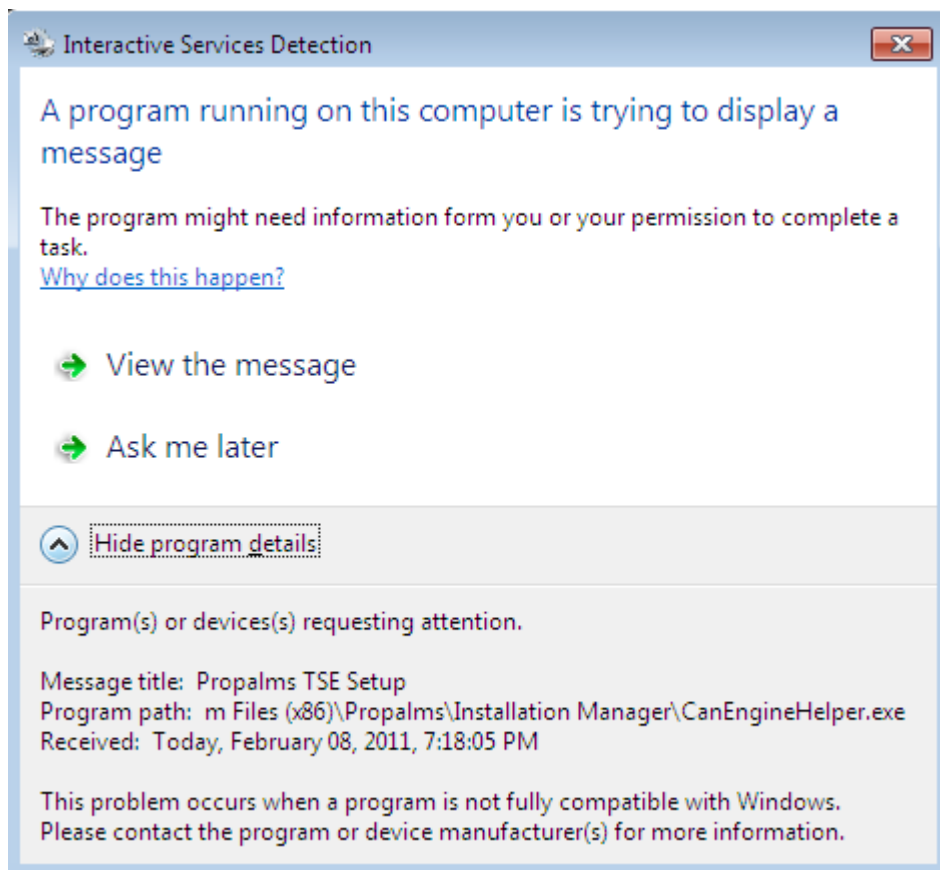 Interactive Services Detection
A program running on this computer is trying to display a
message
The program might need information form you or your permission to complete a
task.
Why does this happen?
View the message
Ask me later
Hide program details
Program(s) or devices(s) requesting attention.
Message title:  Propalms TSE Setup
Program path:  m Files (x86)\Propalms\Installation Manager\CanEngineHelper.exe
Received:  Today, February 08, 2011, 7:18:05 PM
This problem occurs when a program is not fully compatible with Windows.
Please contact the program or device manufacturer(s) for more information.